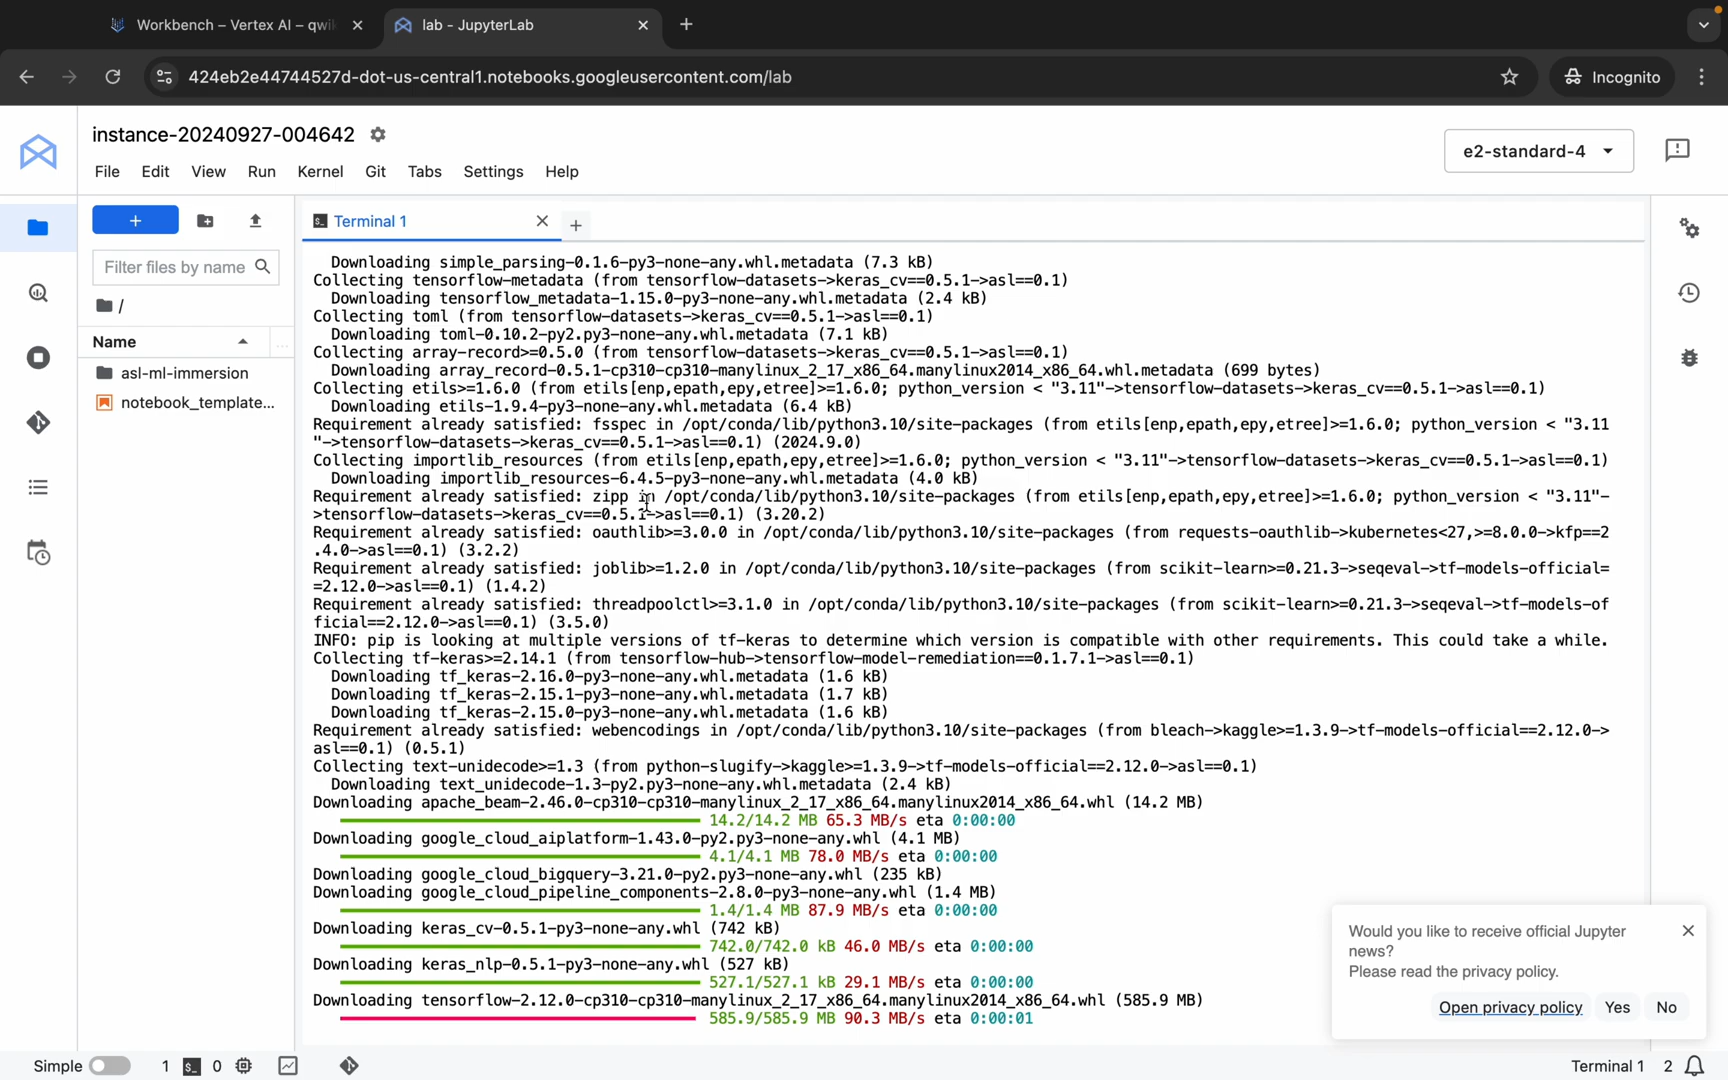 Workbench – Vertex AI – qwi
lab - JupyterLab
424eb2e44744527d-dot-us-central1.notebooks.googleusercontent.com/lab
Incognito
instance-20240927-004642
File Edit View Run Kernel Git Tabs Settings Help
e2-standard-4
Filter files by name
/
Name
asl-ml-immersion
notebook_template...
Terminal 1
Downloading simple_parsing-0.1.6-py3-none-any.whl.metadata (7.3 kB)
Collecting tensorflow-metadata (from tensorflow-datasets->keras_cv==0.5.1->asl==0.1)
Downloading tensorflow_metadata-1.15.0-py3-none-any.whl.metadata (2.4 kB)
Collecting toml (from tensorflow-datasets->keras_cv==0.5.1->asl==0.1)
Downloading toml-0.10.2-py2.py3-none-any.whl.metadata (7.1 kB)
Collecting array-record>=0.5.0 (from tensorflow-datasets->keras_cv==0.5.1->asl==0.1)
Downloading array_record-0.5.1-cp310-cp310-manylinux_2_17_x86_64.manylinux2014_x86_64.whl.metadata (699 bytes)
Collecting etils>=1.6.0 (from etils[enp,epath,epy,etree]>=1.6.0; python_version < "3.11"->tensorflow-datasets->keras_cv==0.5.1->asl==0.1)
Downloading etils-1.9.4-py3-none-any.whl.metadata (6.4 kB)
Requirement already satisfied: fsspec in /opt/conda/lib/python3.10/site-packages (from etils[enp,epath,epy,etree]>=1.6.0; python_version < "3.11
"->tensorflow-datasets->keras_cv==0.5.1->asl==0.1) (2024.9.0)
Collecting importlib_resources (from etils[enp,epath,epy,etree]>=1.6.0; python_version < "3.11"->tensorflow-datasets->keras_cv==0.5.1->asl==0.1)
Downloading importlib_resources-6.4.5-py3-none-any.whl.metadata (4.0 kB)
Requirement already satisfied: zipp in /opt/conda/lib/python3.10/site-packages (from etils[enp,epath,epy,etree]>=1.6.0; python_version < "3.11"-
>tensorflow-datasets->keras_cv==0.5.1->asl==0.1) (3.20.2)
Requirement already satisfied: oauthlib>=3.0.0 in /opt/conda/lib/python3.10/site-packages (from requests-oauthlib->kubernetes<27,>=8.0.0->kfp==2
.4.0->asl==0.1) (3.2.2)
Requirement already satisfied: joblib>=1.2.0 in /opt/conda/lib/python3.10/site-packages (from scikit-learn>=0.21.3->seqeval->tf-models-official=
=2.12.0->asl==0.1) (1.4.2)
Requirement already satisfied: threadpoolctl>=3.1.0 in /opt/conda/lib/python3.10/site-packages (from scikit-learn>=0.21.3->seqeval->tf-models-of
ficial==2.12.0->asl==0.1) (3.5.0)
INFO: pip is looking at multiple versions of tf-keras to determine which version is compatible with other requirements. This could take a while.
Collecting tf-keras>=2.14.1 (from tensorflow-hub->tensorflow-model-remediation==0.1.7.1->asl==0.1)
Downloading tf_keras-2.16.0-py3-none-any.whl.metadata (1.6 kB)
Downloading tf_keras-2.15.1-py3-none-any.whl.metadata (1.7 kB)
Downloading tf_keras-2.15.0-py3-none-any.whl.metadata (1.6 kB)
Requirement already satisfied: webencodings in /opt/conda/lib/python3.10/site-packages (from bleach->kaggle>=1.3.9->tf-models-official==2.12.0->
asl==0.1) (0.5.1)
Collecting text-unidecode>=1.3 (from python-slugify->kaggle>=1.3.9->tf-models-official==2.12.0->asl==0.1)
Downloading text_unidecode-1.3-py2.py3-none-any.whl.metadata (2.4 kB)
Downloading apache_beam-2.46.0-cp310-cp310-manylinux_2_17_x86_64.manylinux2014_x86_64.whl (14.2 MB)
14.2/14.2 MB 65.3 MB/s eta 0:00:00
Downloading google_cloud_aiplatform-1.43.0-py2.py3-none-any.whl (4.1 MB)
4.1/4.1 MB 78.0 MB/s eta 0:00:00
Downloading google_cloud_bigquery-3.21.0-py2.py3-none-any.whl (235 kB)
Downloading google_cloud_pipeline_components-2.8.0-py3-none-any.whl (1.4 MB)
1.4/1.4 MB 87.9 MB/s eta 0:00:00
Downloading keras_cv-0.5.1-py3-none-any.whl (742 kB)
742.0/742.0 kB 46.0 MB/s eta 0:00:00
Downloading keras_nlp-0.5.1-py3-none-any.whl (527 kB)
527.1/527.1 kB 29.1 MB/s eta 0:00:00
Downloading tensorflow-2.12.0-cp310-cp310-manylinux_2_17_x86_64.manylinux2014_x86_64.whl (585.9 MB)
585.9/585.9 MB 90.3 MB/s eta 0:00:01
Would you like to receive official Jupyter
news?
Please read the privacy policy.
Open privacy policy Yes No
Simple 1 0
Terminal 1 2